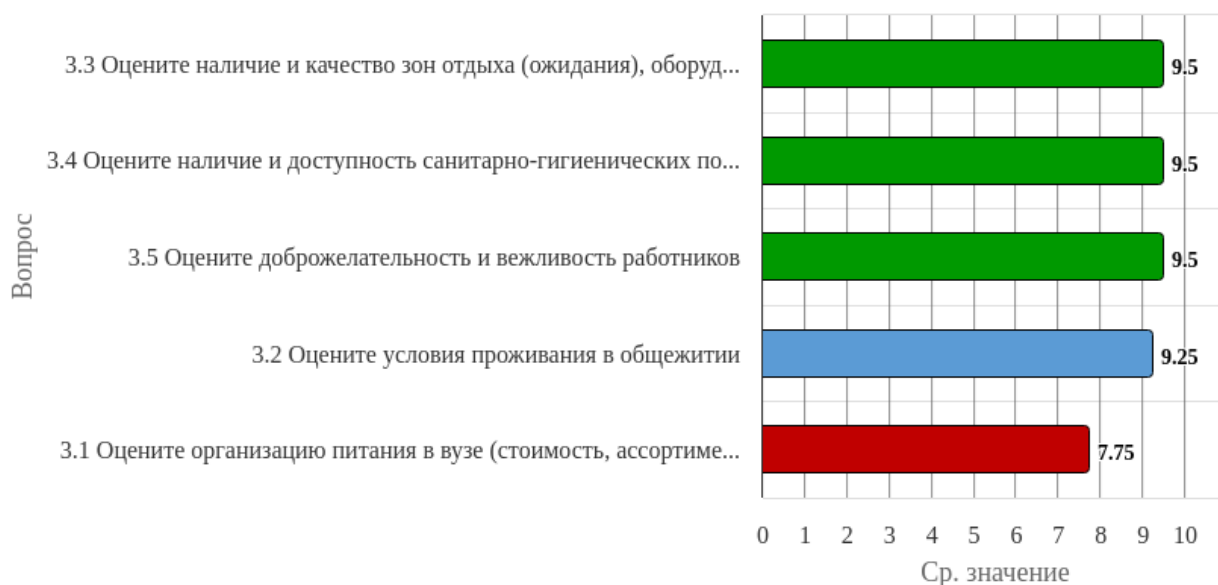 3.3 Оцените наличие и качество зон отдыха (ожидания), оборуд...
9.5
3.4 Оцените наличие и доступность санитарно-гигиенических по...
9.5
3.5 Оцените доброжелательность и вежливость работников
9.5
3.2 Оцените условия проживания в общежитии
9.25
3.1 Оцените организацию питания в вузе (стоимость, ассортиме...
7.75
Вопрос
0 1 2 3 4 5 6 7 8 9 10
Ср. значение